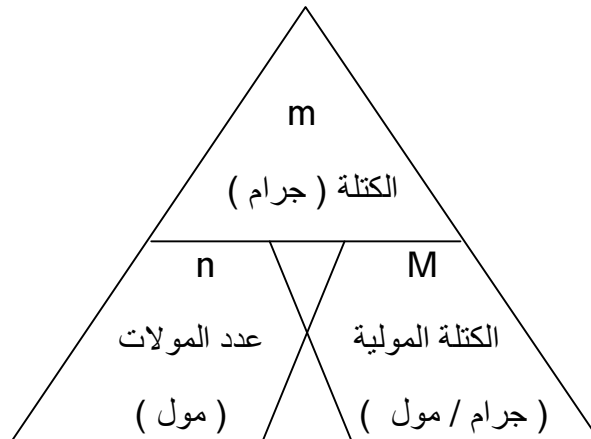 m
الكتلة ( جرام )
n
عدد المولات
( مول )
M
الكتلة المولية
( جرام / مول )